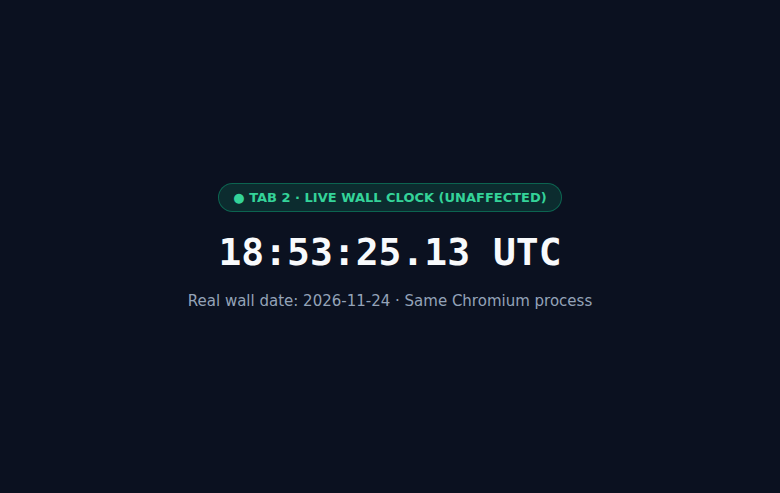 TAB 2 · LIVE WALL CLOCK (UNAFFECTED)
18:53:25.13 UTC
Real wall date: 2026-11-24 · Same Chromium process